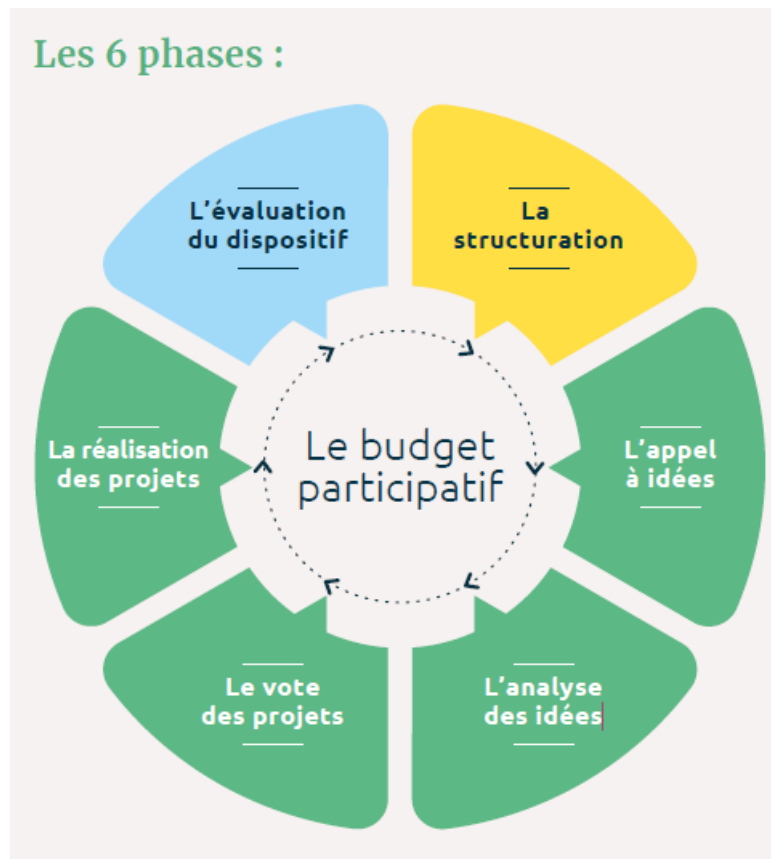 Les 6 phases :
La
structuration
L'appel
à idées
L'analyse
des idées
Le vote
des projets
La réalisation
des projets
L'évaluation
du dispositif
Le budget
participatif